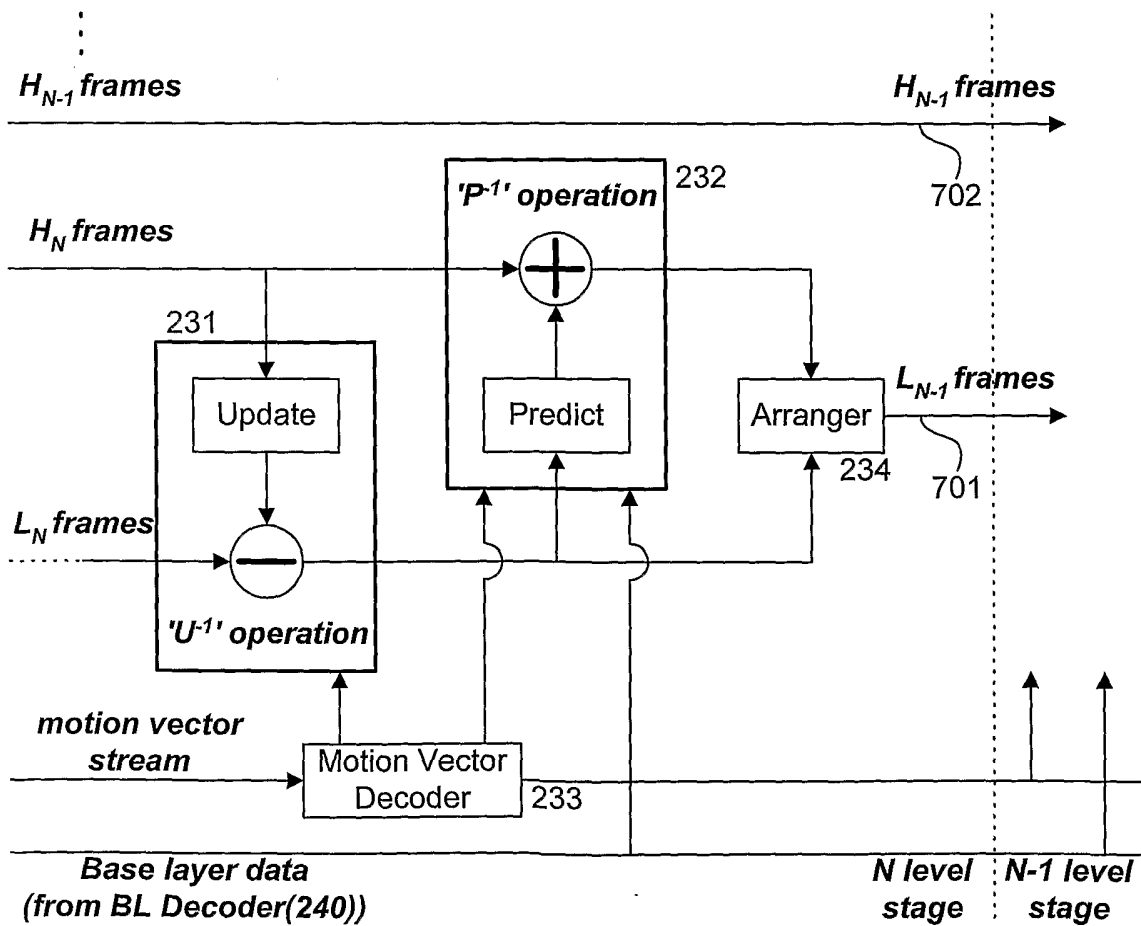 H_{N-1} frames
H_{N-1} frames
'P^{-1}' operation
232
702
H_N frames
231
Update
Predict
Arranger
L_{N-1} frames
234
701
L_N frames
'U^{-1}' operation
motion vector
stream
Motion Vector
Decoder
233
Base layer data
(from BL Decoder(240))
N level
stage
N-1 level
stage